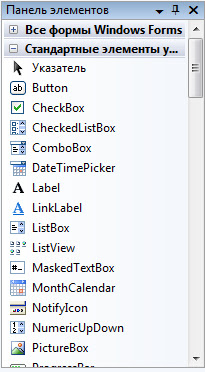 Панель элементов
Все формы Windows Forms
Стандартные элементы у...
Указатель
Button
CheckBox
CheckedListBox
ComboBox
DateTimePicker
Label
LinkLabel
ListBox
ListView
MaskedTextBox
MonthCalendar
NotifyIcon
NumericUpDown
PictureBox
ProgressBar